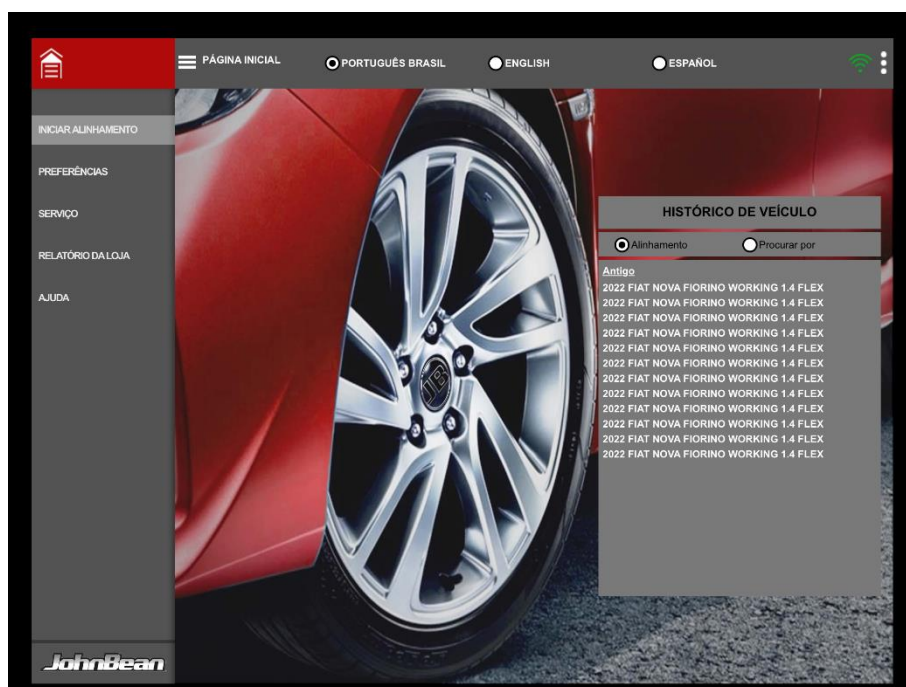 PÁGINA INICIAL
PORTUGUÊS BRASIL
ENGLISH
ESPAÑOL
INICIAR ALINHAMENTO
PREFERÊNCIAS
SERVIÇO
RELATÓRIO DA LOJA
AJUDA
JB
HISTÓRICO DE VEÍCULO
Alinhamento
Procurar por
Antigo
2022 FIAT NOVA FIORINO WORKING 1.4 FLEX
2022 FIAT NOVA FIORINO WORKING 1.4 FLEX
2022 FIAT NOVA FIORINO WORKING 1.4 FLEX
2022 FIAT NOVA FIORINO WORKING 1.4 FLEX
2022 FIAT NOVA FIORINO WORKING 1.4 FLEX
2022 FIAT NOVA FIORINO WORKING 1.4 FLEX
2022 FIAT NOVA FIORINO WORKING 1.4 FLEX
2022 FIAT NOVA FIORINO WORKING 1.4 FLEX
2022 FIAT NOVA FIORINO WORKING 1.4 FLEX
2022 FIAT NOVA FIORINO WORKING 1.4 FLEX
2022 FIAT NOVA FIORINO WORKING 1.4 FLEX
2022 FIAT NOVA FIORINO WORKING 1.4 FLEX
JohnBean